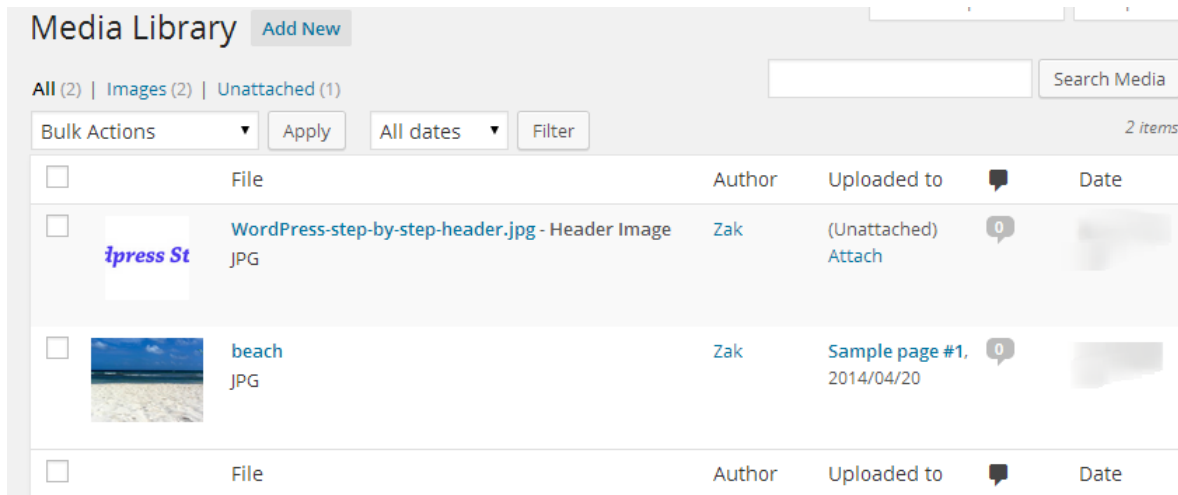 Media Library Add New
All (2) | Images (2) | Unattached (1)
Search Media
Bulk Actions Apply All dates Filter
2 items
File Author Uploaded to Date
WordPress-step-by-step-header.jpg - Header Image Zak (Unattached) 0
dpress St JPG Attach
beach Zak Sample page #1, 0
JPG 2014/04/20
File Author Uploaded to Date